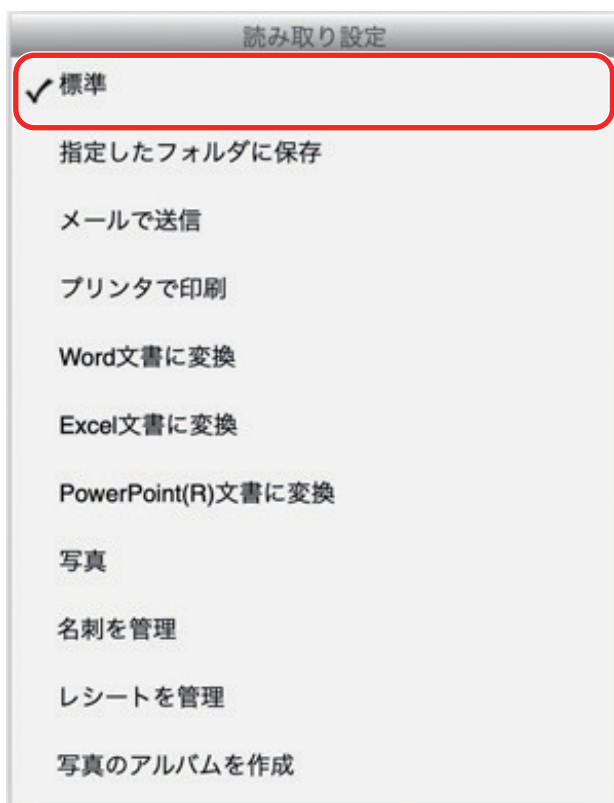 読み取り設定
標準
指定したフォルダに保存
メールで送信
プリンタで印刷
Word文書に変換
Excel文書に変換
PowerPoint(R)文書に変換
写真
名刺を管理
レシートを管理
写真のアルバムを作成